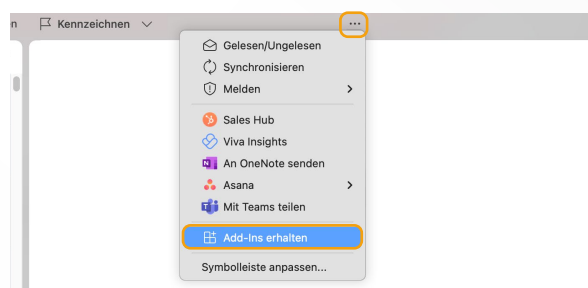 n
Kennzeichnen
...
Gelesen/Ungelesen
Synchronisieren
Melden
Sales Hub
Viva Insights
An OneNote senden
Asana
Mit Teams teilen
Add-Ins erhalten
Symbolleiste anpassen...